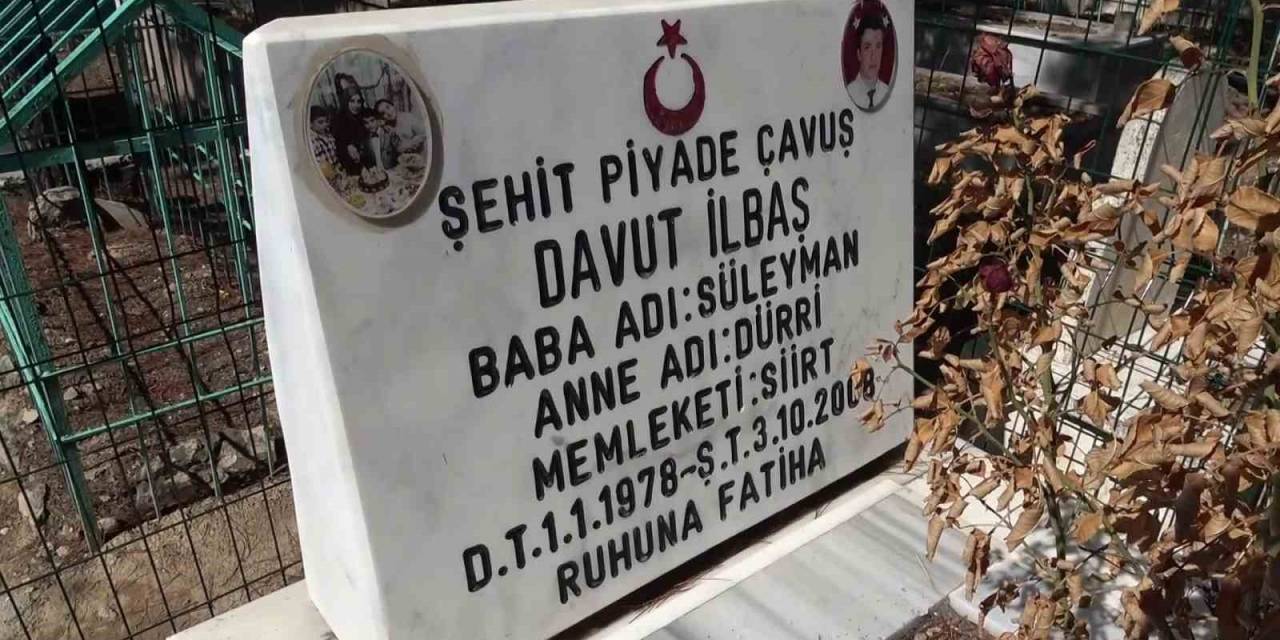 ŞEHİT PİYADE ÇAVUŞ
DAVUT İLBAŞ
BABA ADI:SÜLEYMAN
ANNE ADI:DÜRRİ
MEMLEKETİ:SİİRT
D.T.1.1.1978~Ş.T.3.10.2008
RUHUNA FATİHA